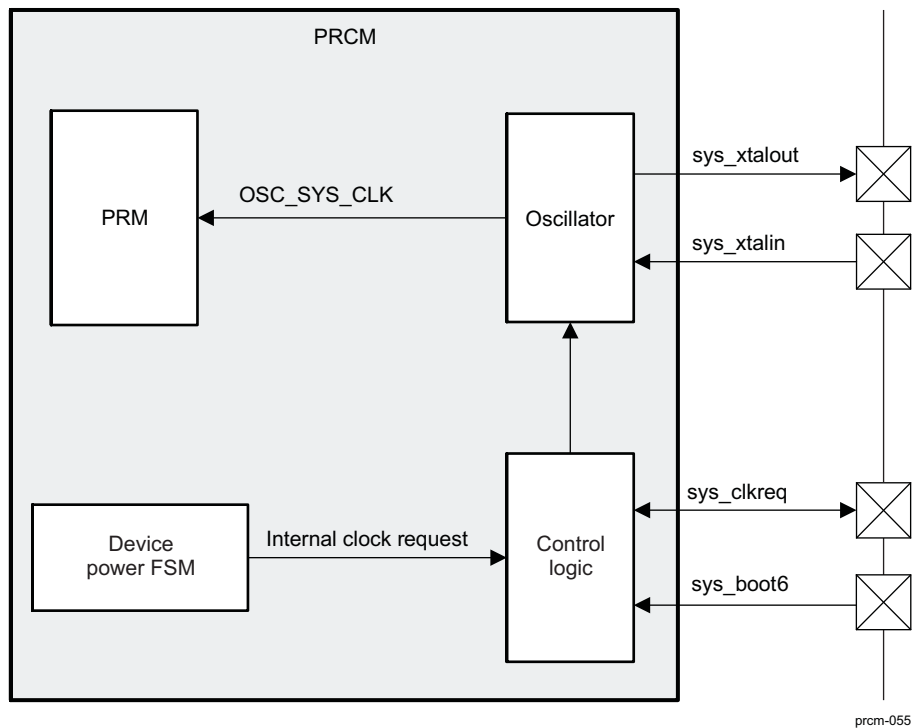 PRCM
sys_xtalout
OSC_SYS_CLK
PRM
Oscillator
sys_xtalin
sys_clkreq
Device
power FSM
Internal clock request
Control
logic
sys_boot6
prcm-055